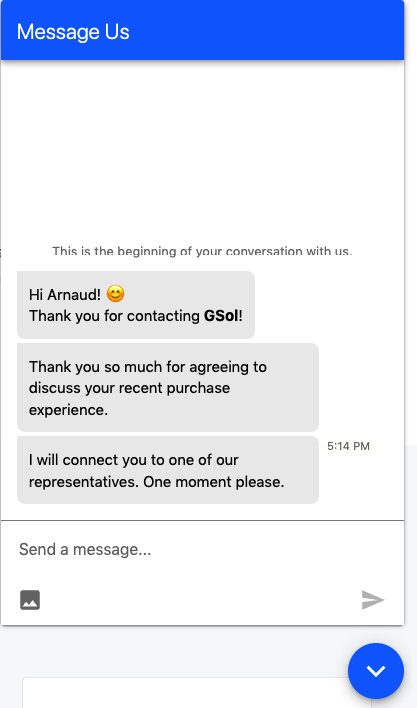 Message Us
This is the beginning of your conversation with us.
Hi Arnaud! 😊
Thank you for contacting GSol!
Thank you so much for agreeing to
discuss your recent purchase
experience.
5:14 PM
I will connect you to one of our
representatives. One moment please.
Send a message...